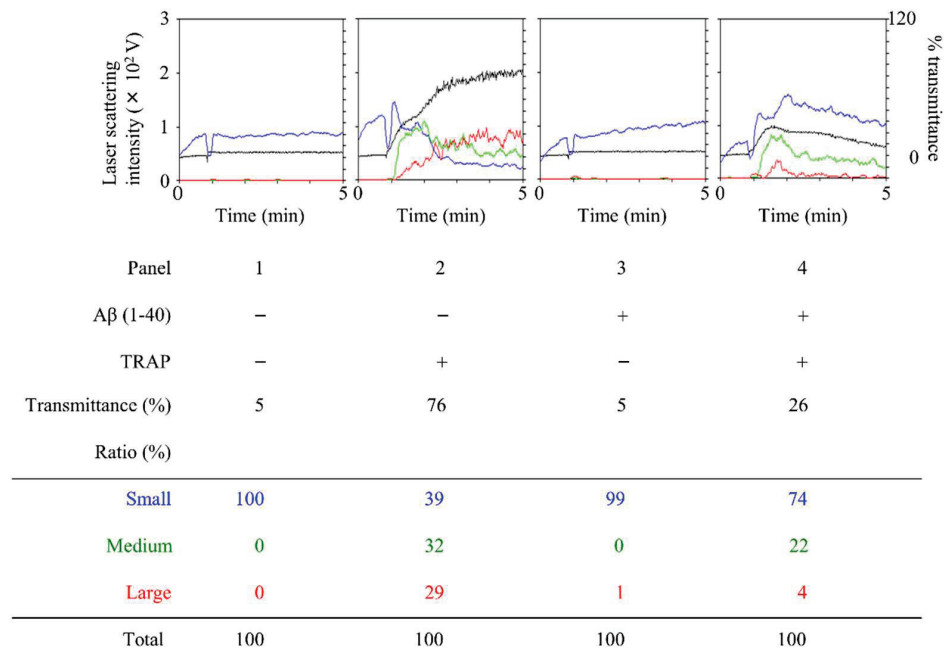 3
2
1
0
Laser scattering
intensity ( × 10² V)
120
0
% transmittance
0 5 0 5 0 5 0 5
Time (min) Time (min) Time (min) Time (min)
Panel 1 2 3 4
Aβ (1-40) − − + +
TRAP − + − +
Transmittance (%) 5 76 5 26
Ratio (%)
Small 100 39 99 74
Medium 0 32 0 22
Large 0 29 1 4
Total 100 100 100 100